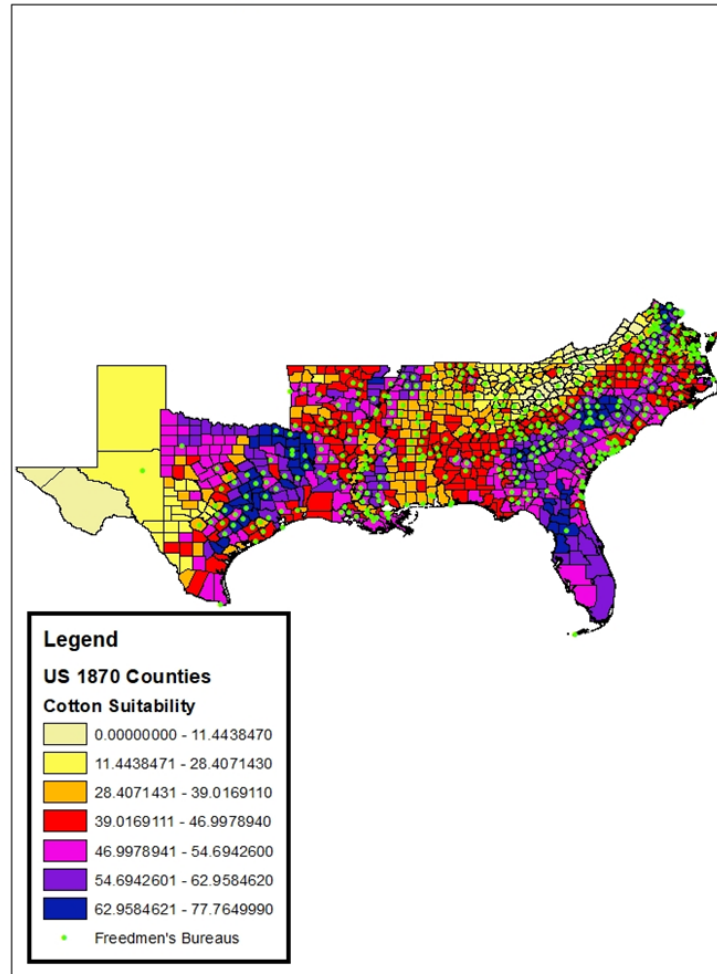 Legend
US 1870 Counties
Cotton Suitability
0.00000000 - 11.4438470
11.4438471 - 28.4071430
28.4071431 - 39.0169110
39.0169111 - 46.9978940
46.9978941 - 54.6942600
54.6942601 - 62.9584620
62.9584621 - 77.7649990
Freedmen's Bureaus